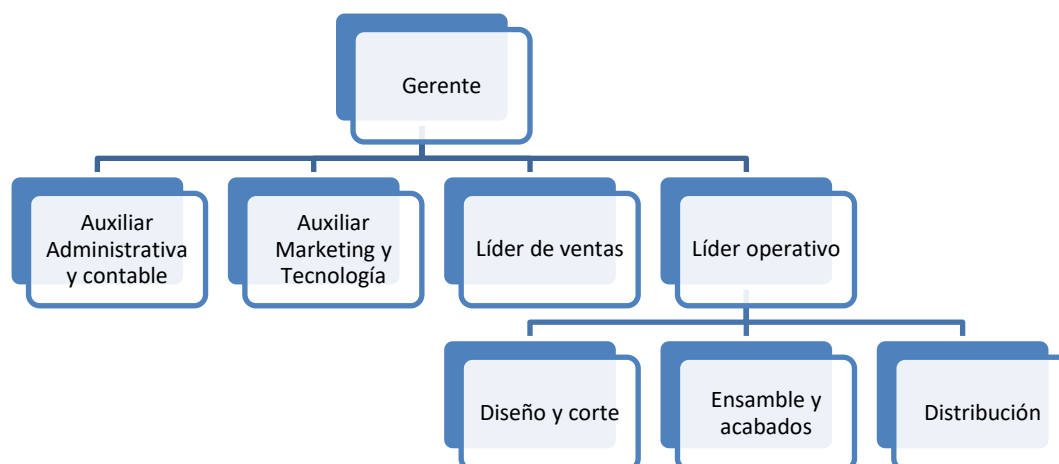 Gerente
Auxiliar
Administrativa
y contable
Auxiliar
Marketing y
Tecnología
Líder de ventas
Líder operativo
Diseño y corte
Ensamble y
acabados
Distribución